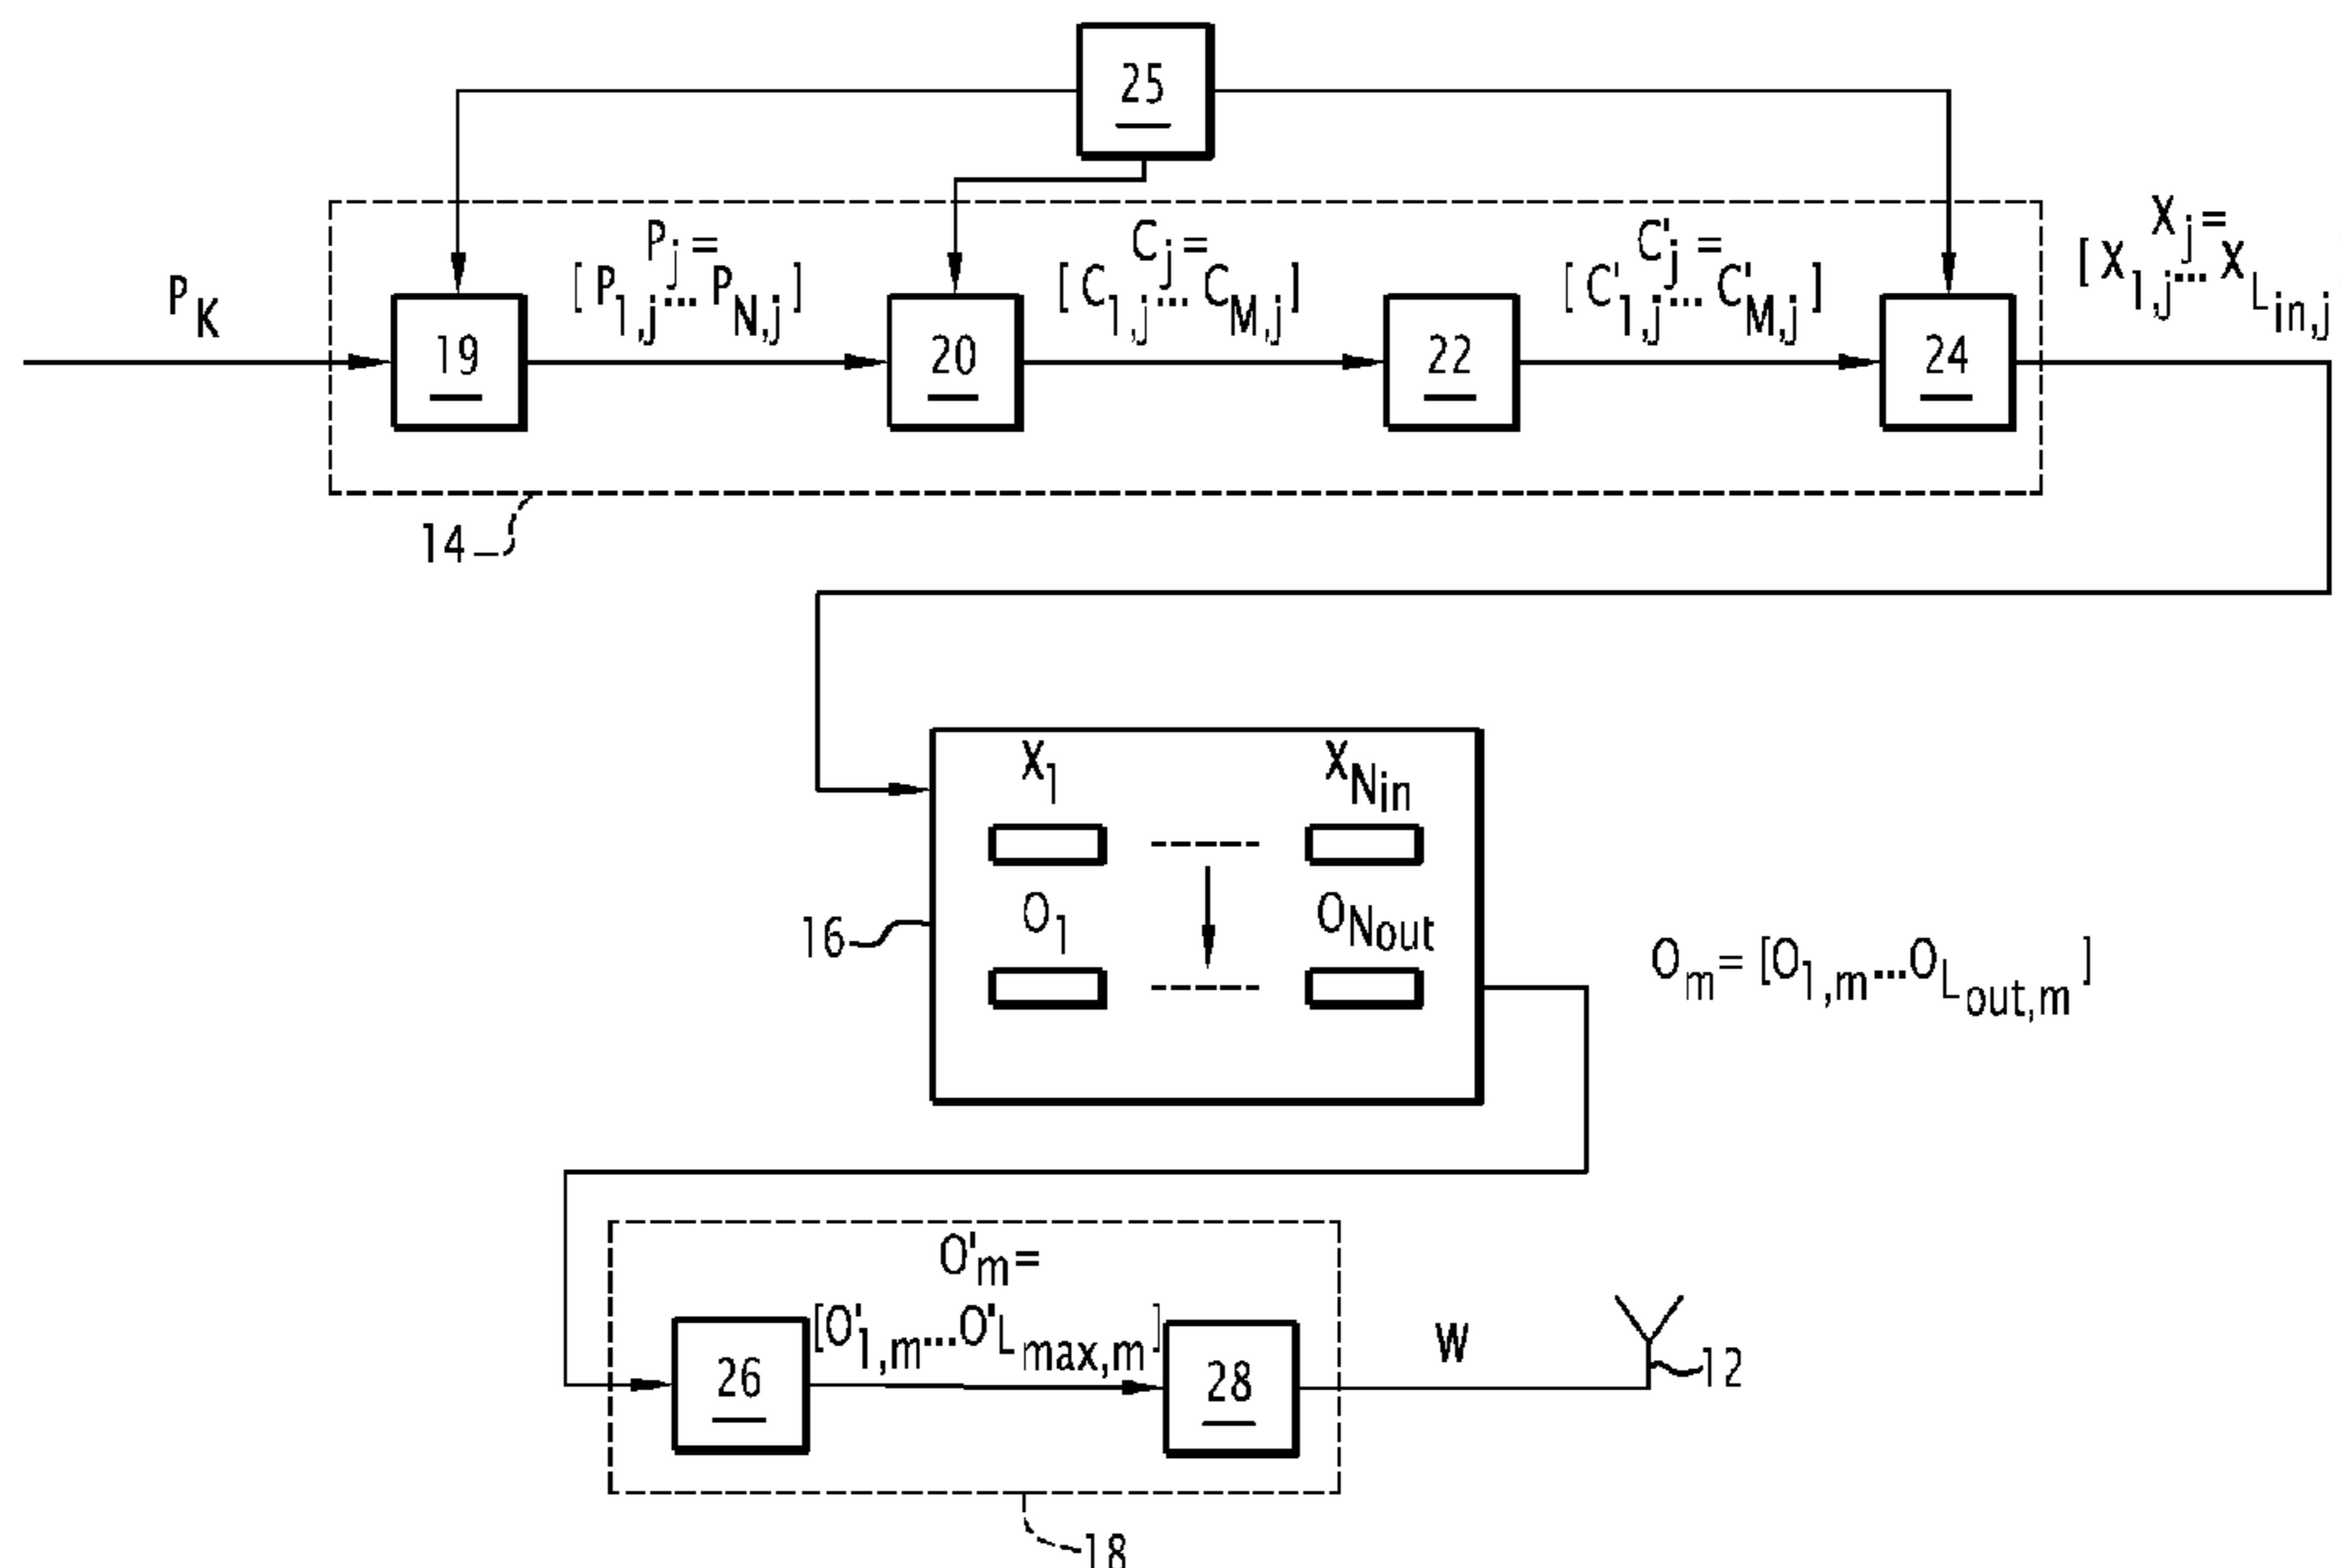 25
P_K
P_j =
[ P_1,j ... P_N,j ]
C_j =
[ C_1,j ... C_M,j ]
C'_j =
[ C'_1,j ... C'_M,j ]
X_j =
[ X_1,j ... X_L_in,j
19
20
22
24
14
X_1
X_N_in
O_1
O_N_out
16
O_m = [O_1,m ... O_L_out,m ]
O'_m =
[O'_1,m ... O'_L_max,m ]
26
28
W
12
18